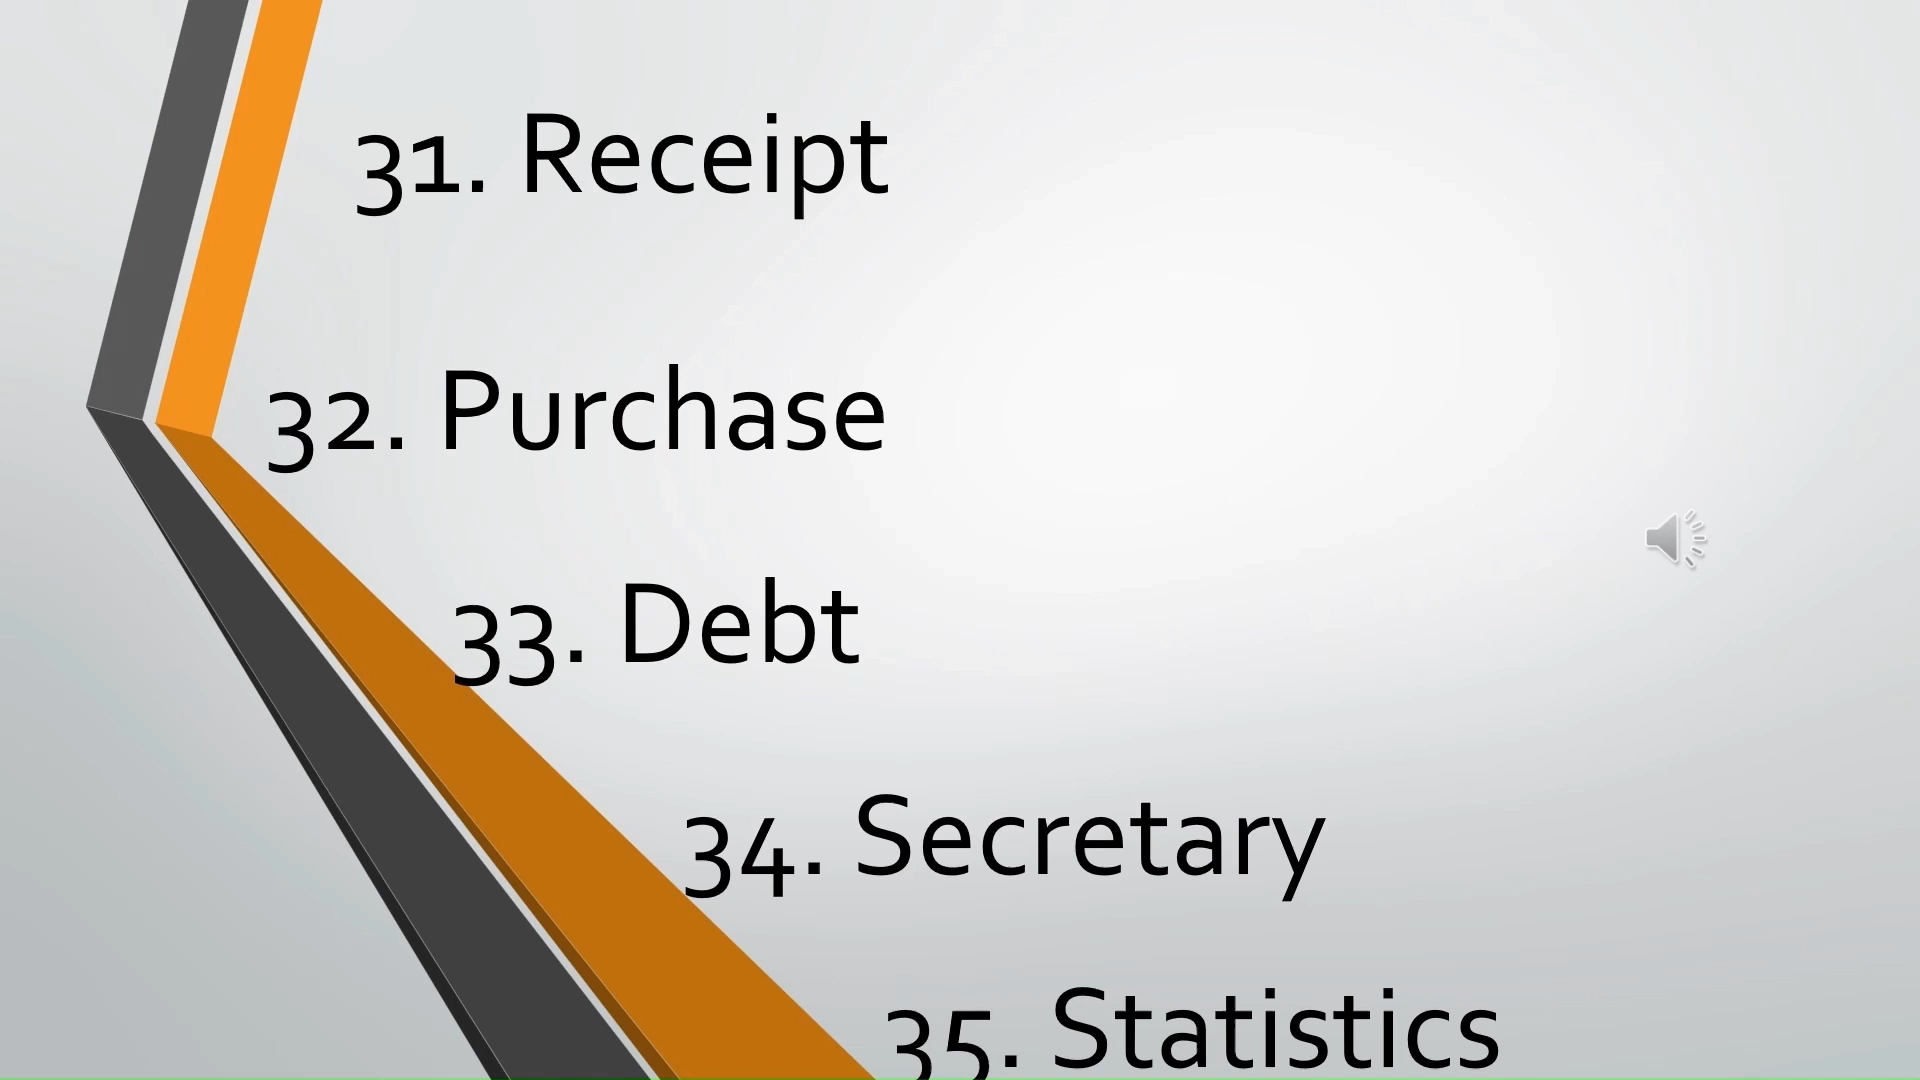 31. Receipt
32. Purchase
33. Debt
34. Secretary
35. Statistics